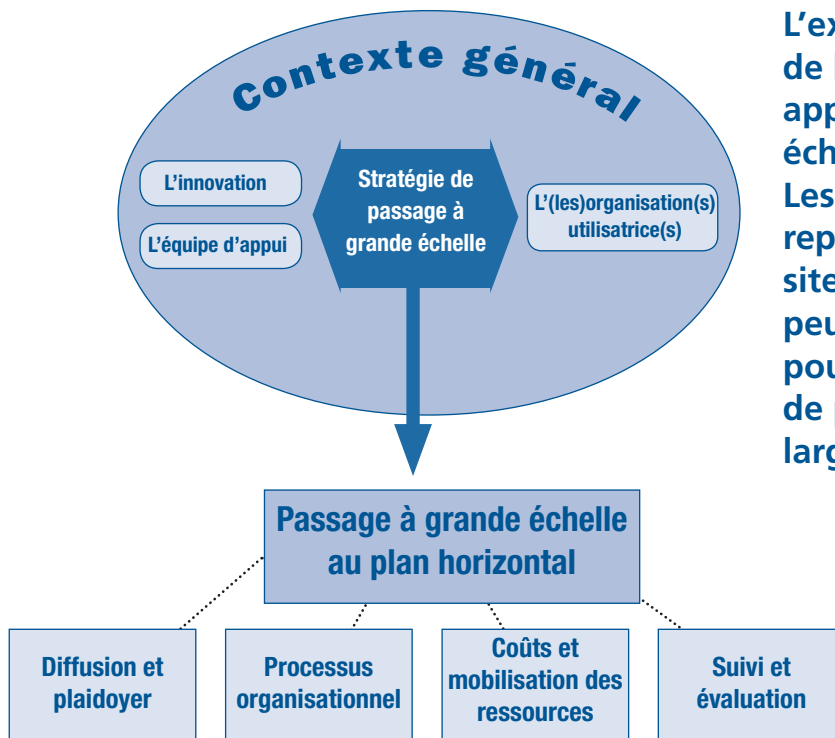 Contexte général
L'innovation
L'équipe d'appui
Stratégie de
passage à
grande échelle
L'(les)organisation(s)
utilisatrice(s)
Passage à grande échelle
au plan horizontal
Diffusion et
plaidoyer
Processus
organisationnel
Coûts et
mobilisation des
ressources
Suivi et
évaluation
L'ex
de
app
éch
Les
rep
site
peu
pou
de
larg